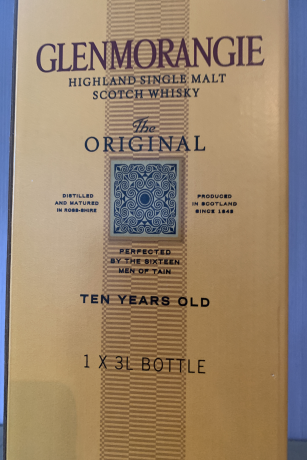 GLENMORANGIE
HIGHLAND SINGLE MALT
SCOTCH WHISKY
The
ORIGINAL
DISTILLED
AND MATURED
IN ROSS-SHIRE
PRODUCED
IN SCOTLAND
SINCE 1843
PERFECTED
BY THE SIXTEEN
MEN OF TAIN
TEN YEARS OLD
1 X 3L BOTTLE